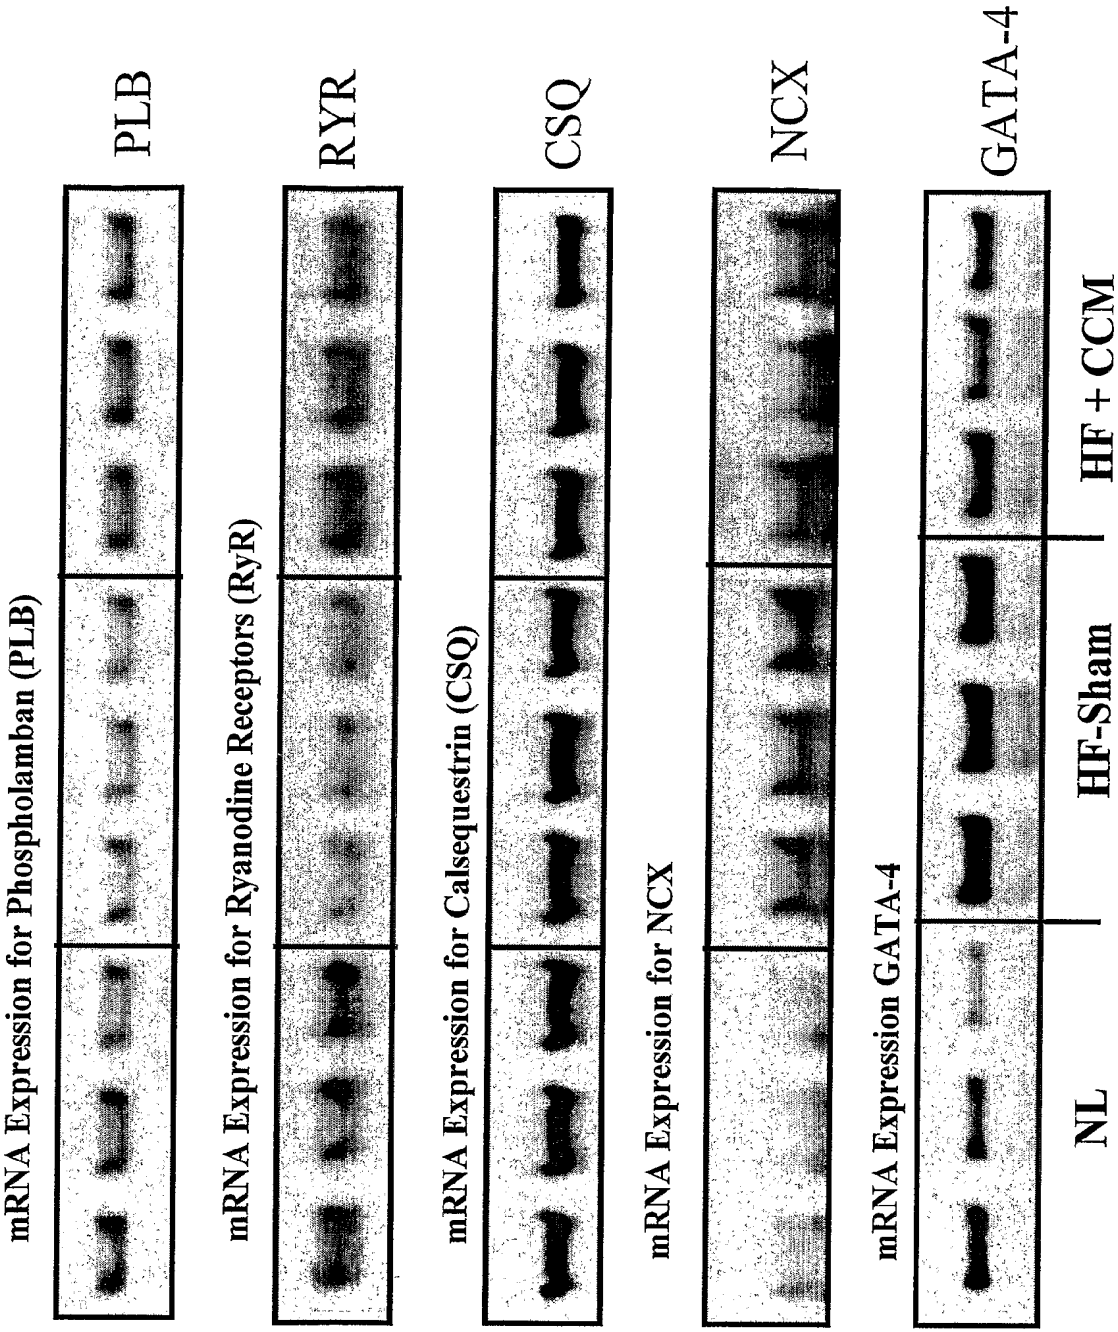 mRNA Expression for Phospholamban (PLB)
PLB
mRNA Expression for Ryanodine Receptors (RyR)
RYR
mRNA Expression for Calsequestrin (CSQ)
CSQ
mRNA Expression for NCX
NCX
mRNA Expression GATA-4
GATA-4
NL
HF-Sham
HF + CCM